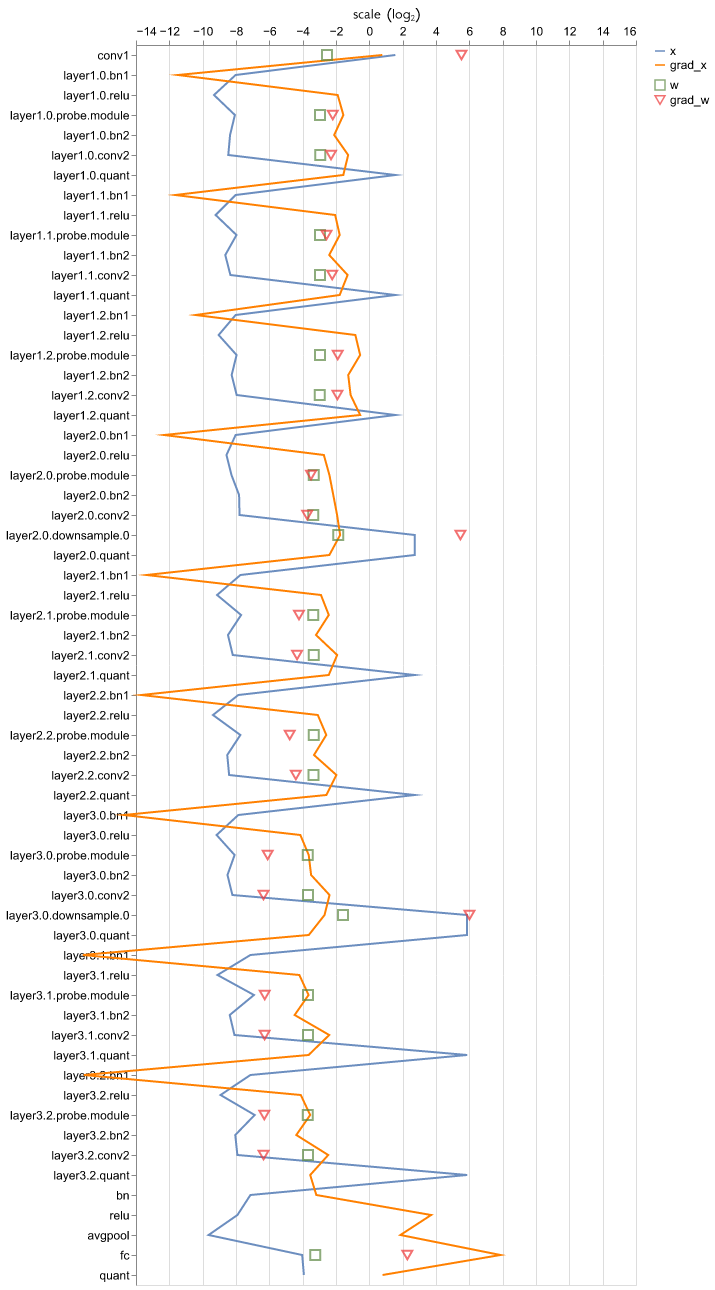 scale (log₂)
−14 −12 −10 −8 −6 −4 −2 0 2 4 6 8 10 12 14 16
x
grad_x
w
grad_w
conv1
layer1.0.bn1
layer1.0.relu
layer1.0.probe.module
layer1.0.bn2
layer1.0.conv2
layer1.0.quant
layer1.1.bn1
layer1.1.relu
layer1.1.probe.module
layer1.1.bn2
layer1.1.conv2
layer1.1.quant
layer1.2.bn1
layer1.2.relu
layer1.2.probe.module
layer1.2.bn2
layer1.2.conv2
layer1.2.quant
layer2.0.bn1
layer2.0.relu
layer2.0.probe.module
layer2.0.bn2
layer2.0.conv2
layer2.0.downsample.0
layer2.0.quant
layer2.1.bn1
layer2.1.relu
layer2.1.probe.module
layer2.1.bn2
layer2.1.conv2
layer2.1.quant
layer2.2.bn1
layer2.2.relu
layer2.2.probe.module
layer2.2.bn2
layer2.2.conv2
layer2.2.quant
layer3.0.bn1
layer3.0.relu
layer3.0.probe.module
layer3.0.bn2
layer3.0.conv2
layer3.0.downsample.0
layer3.0.quant
layer3.1.bn1
layer3.1.relu
layer3.1.probe.module
layer3.1.bn2
layer3.1.conv2
layer3.1.quant
layer3.2.bn1
layer3.2.relu
layer3.2.probe.module
layer3.2.bn2
layer3.2.conv2
layer3.2.quant
bn
relu
avgpool
fc
quant